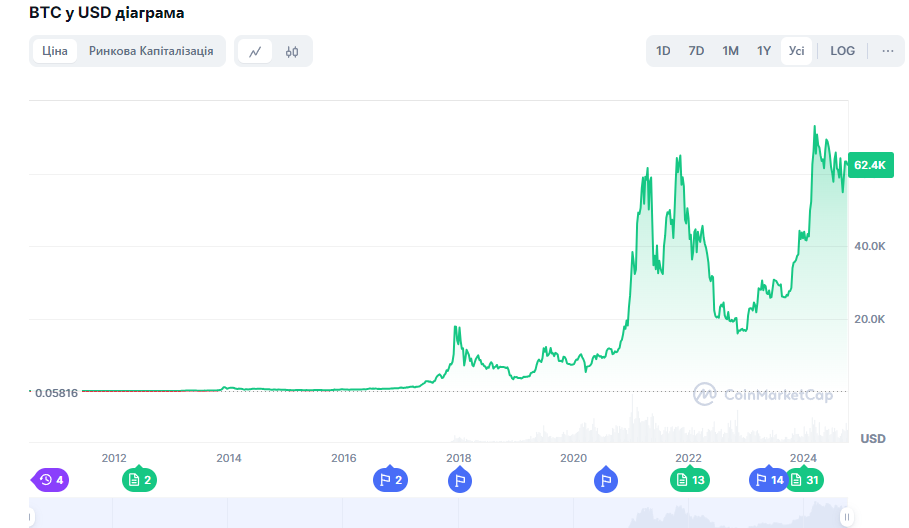 BTC у USD діаграма
Ціна Ринкова Капіталізація 1D 7D 1M 1Y Усі LOG ...
62.4K
40.0K
20.0K
0.05816
CoinMarketCap
USD
2012 2014 2016 2018 2020 2022 2024
4 2 2 13 14 31